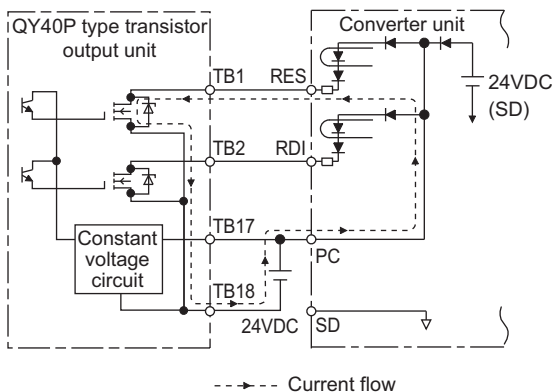 QY40P type transistor
output unit
Converter unit
TB1
RES
24VDC
(SD)
TB2
RDI
TB17
Constant
voltage
circuit
PC
TB18
24VDC
SD
Current flow